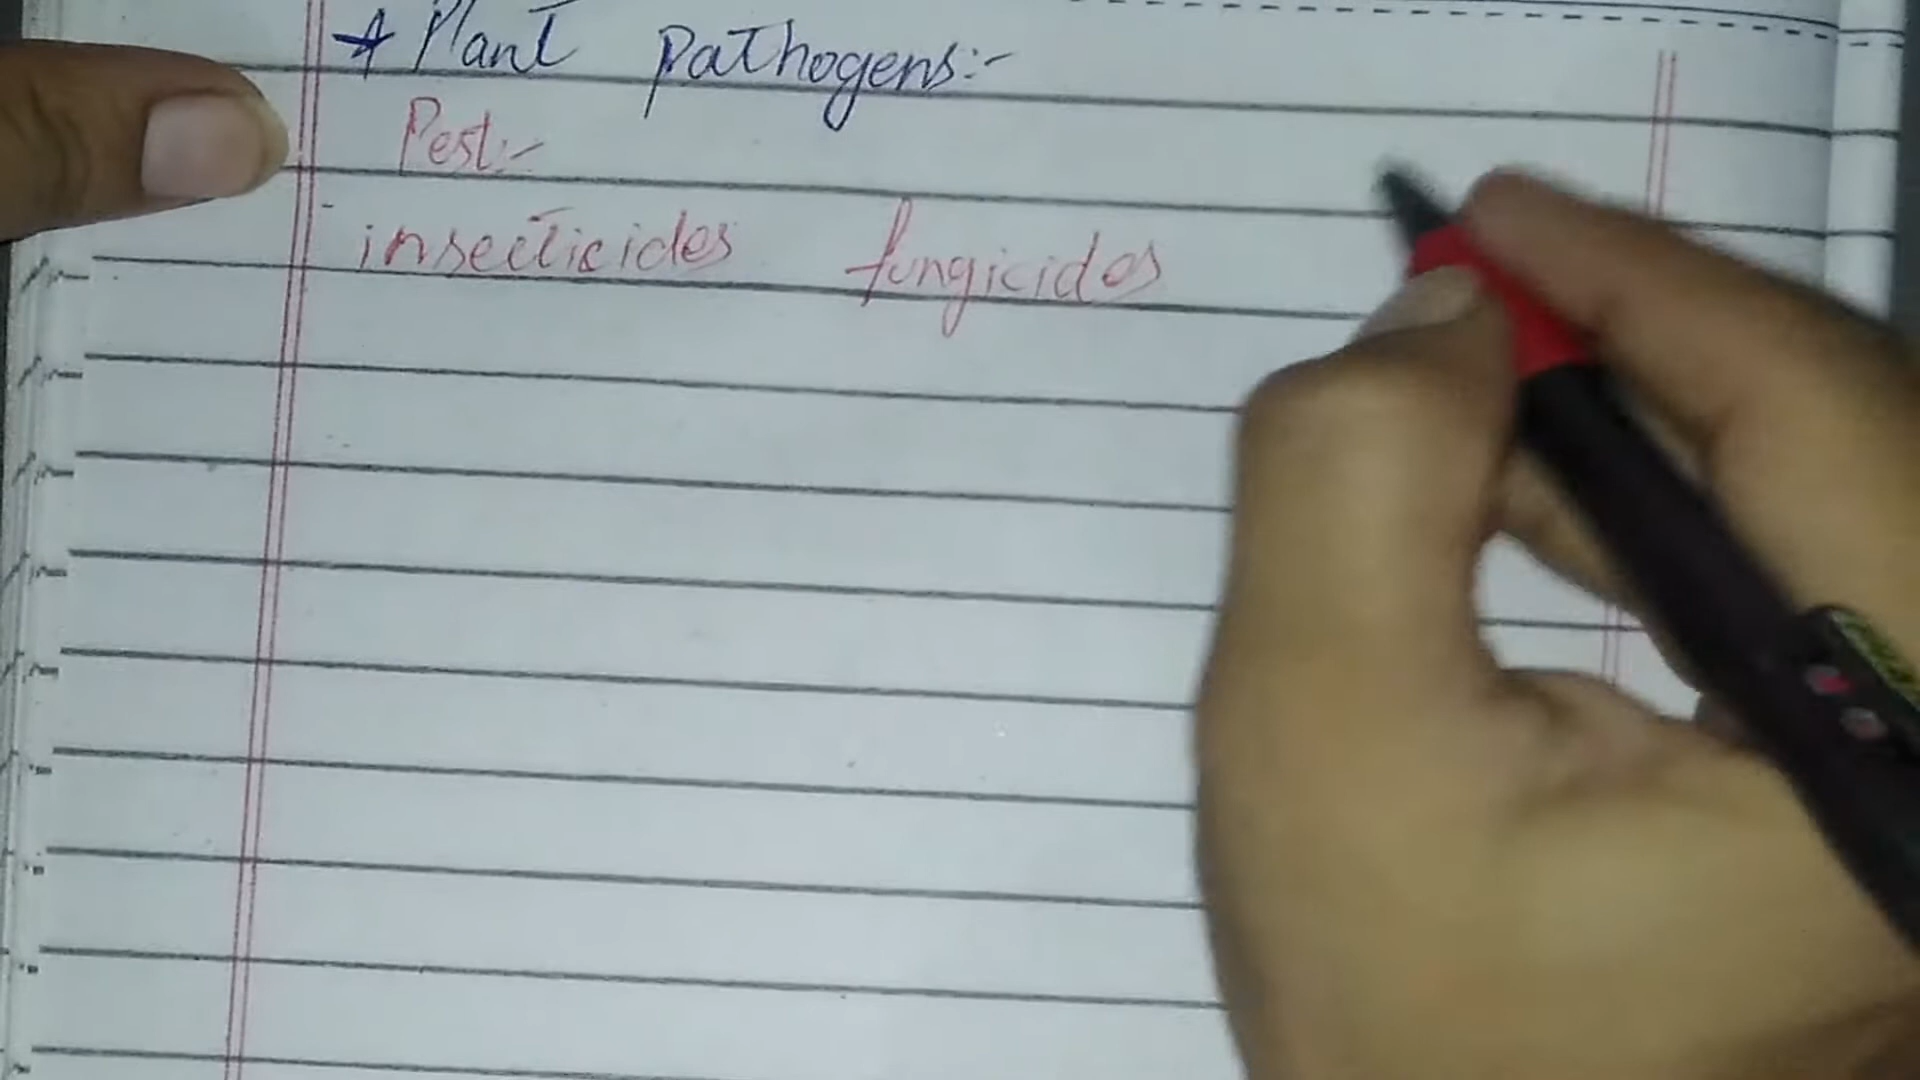 ★ Plant pathogens:-
Pest:-
insecticides fungicides